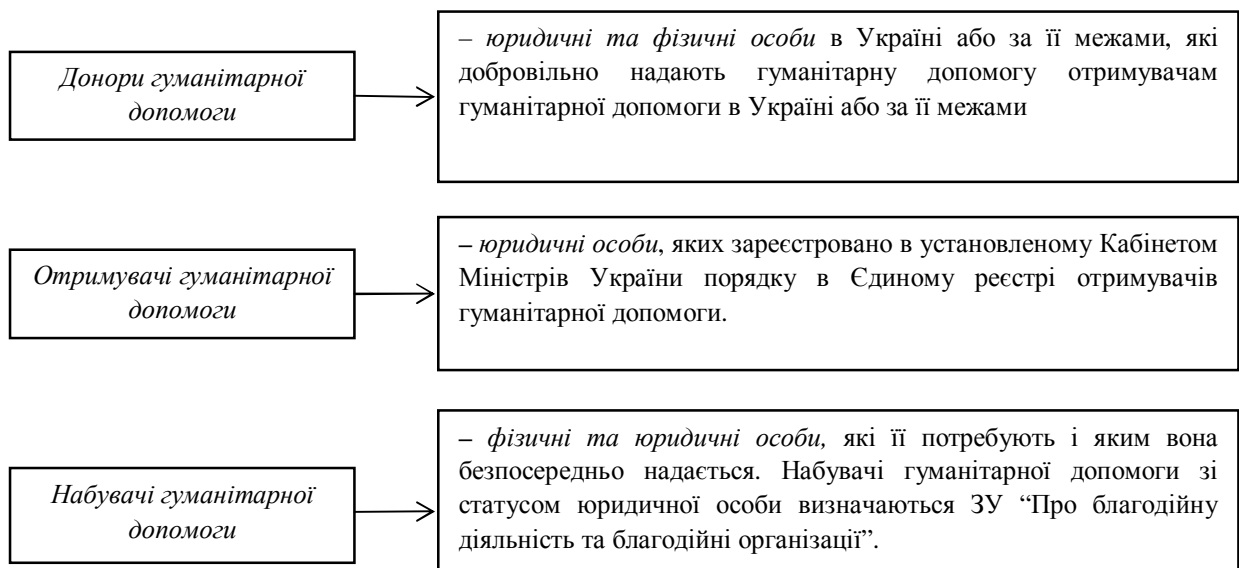 Донори гуманітарної
допомоги
– юридичні та фізичні особи в Україні або за її межами, які
добровільно надають гуманітарну допомогу отримувачам
гуманітарної допомоги в Україні або за її межами
Отримувачі гуманітарної
допомоги
– юридичні особи, яких зареєстровано в установленому Кабінетом
Міністрів України порядку в Єдиному реєстрі отримувачів
гуманітарної допомоги.
Набувачі гуманітарної
допомоги
– фізичні та юридичні особи, які її потребують і яким вона
безпосередньо надається. Набувачі гуманітарної допомоги зі
статусом юридичної особи визначаються ЗУ “Про благодійну
діяльність та благодійні організації”.